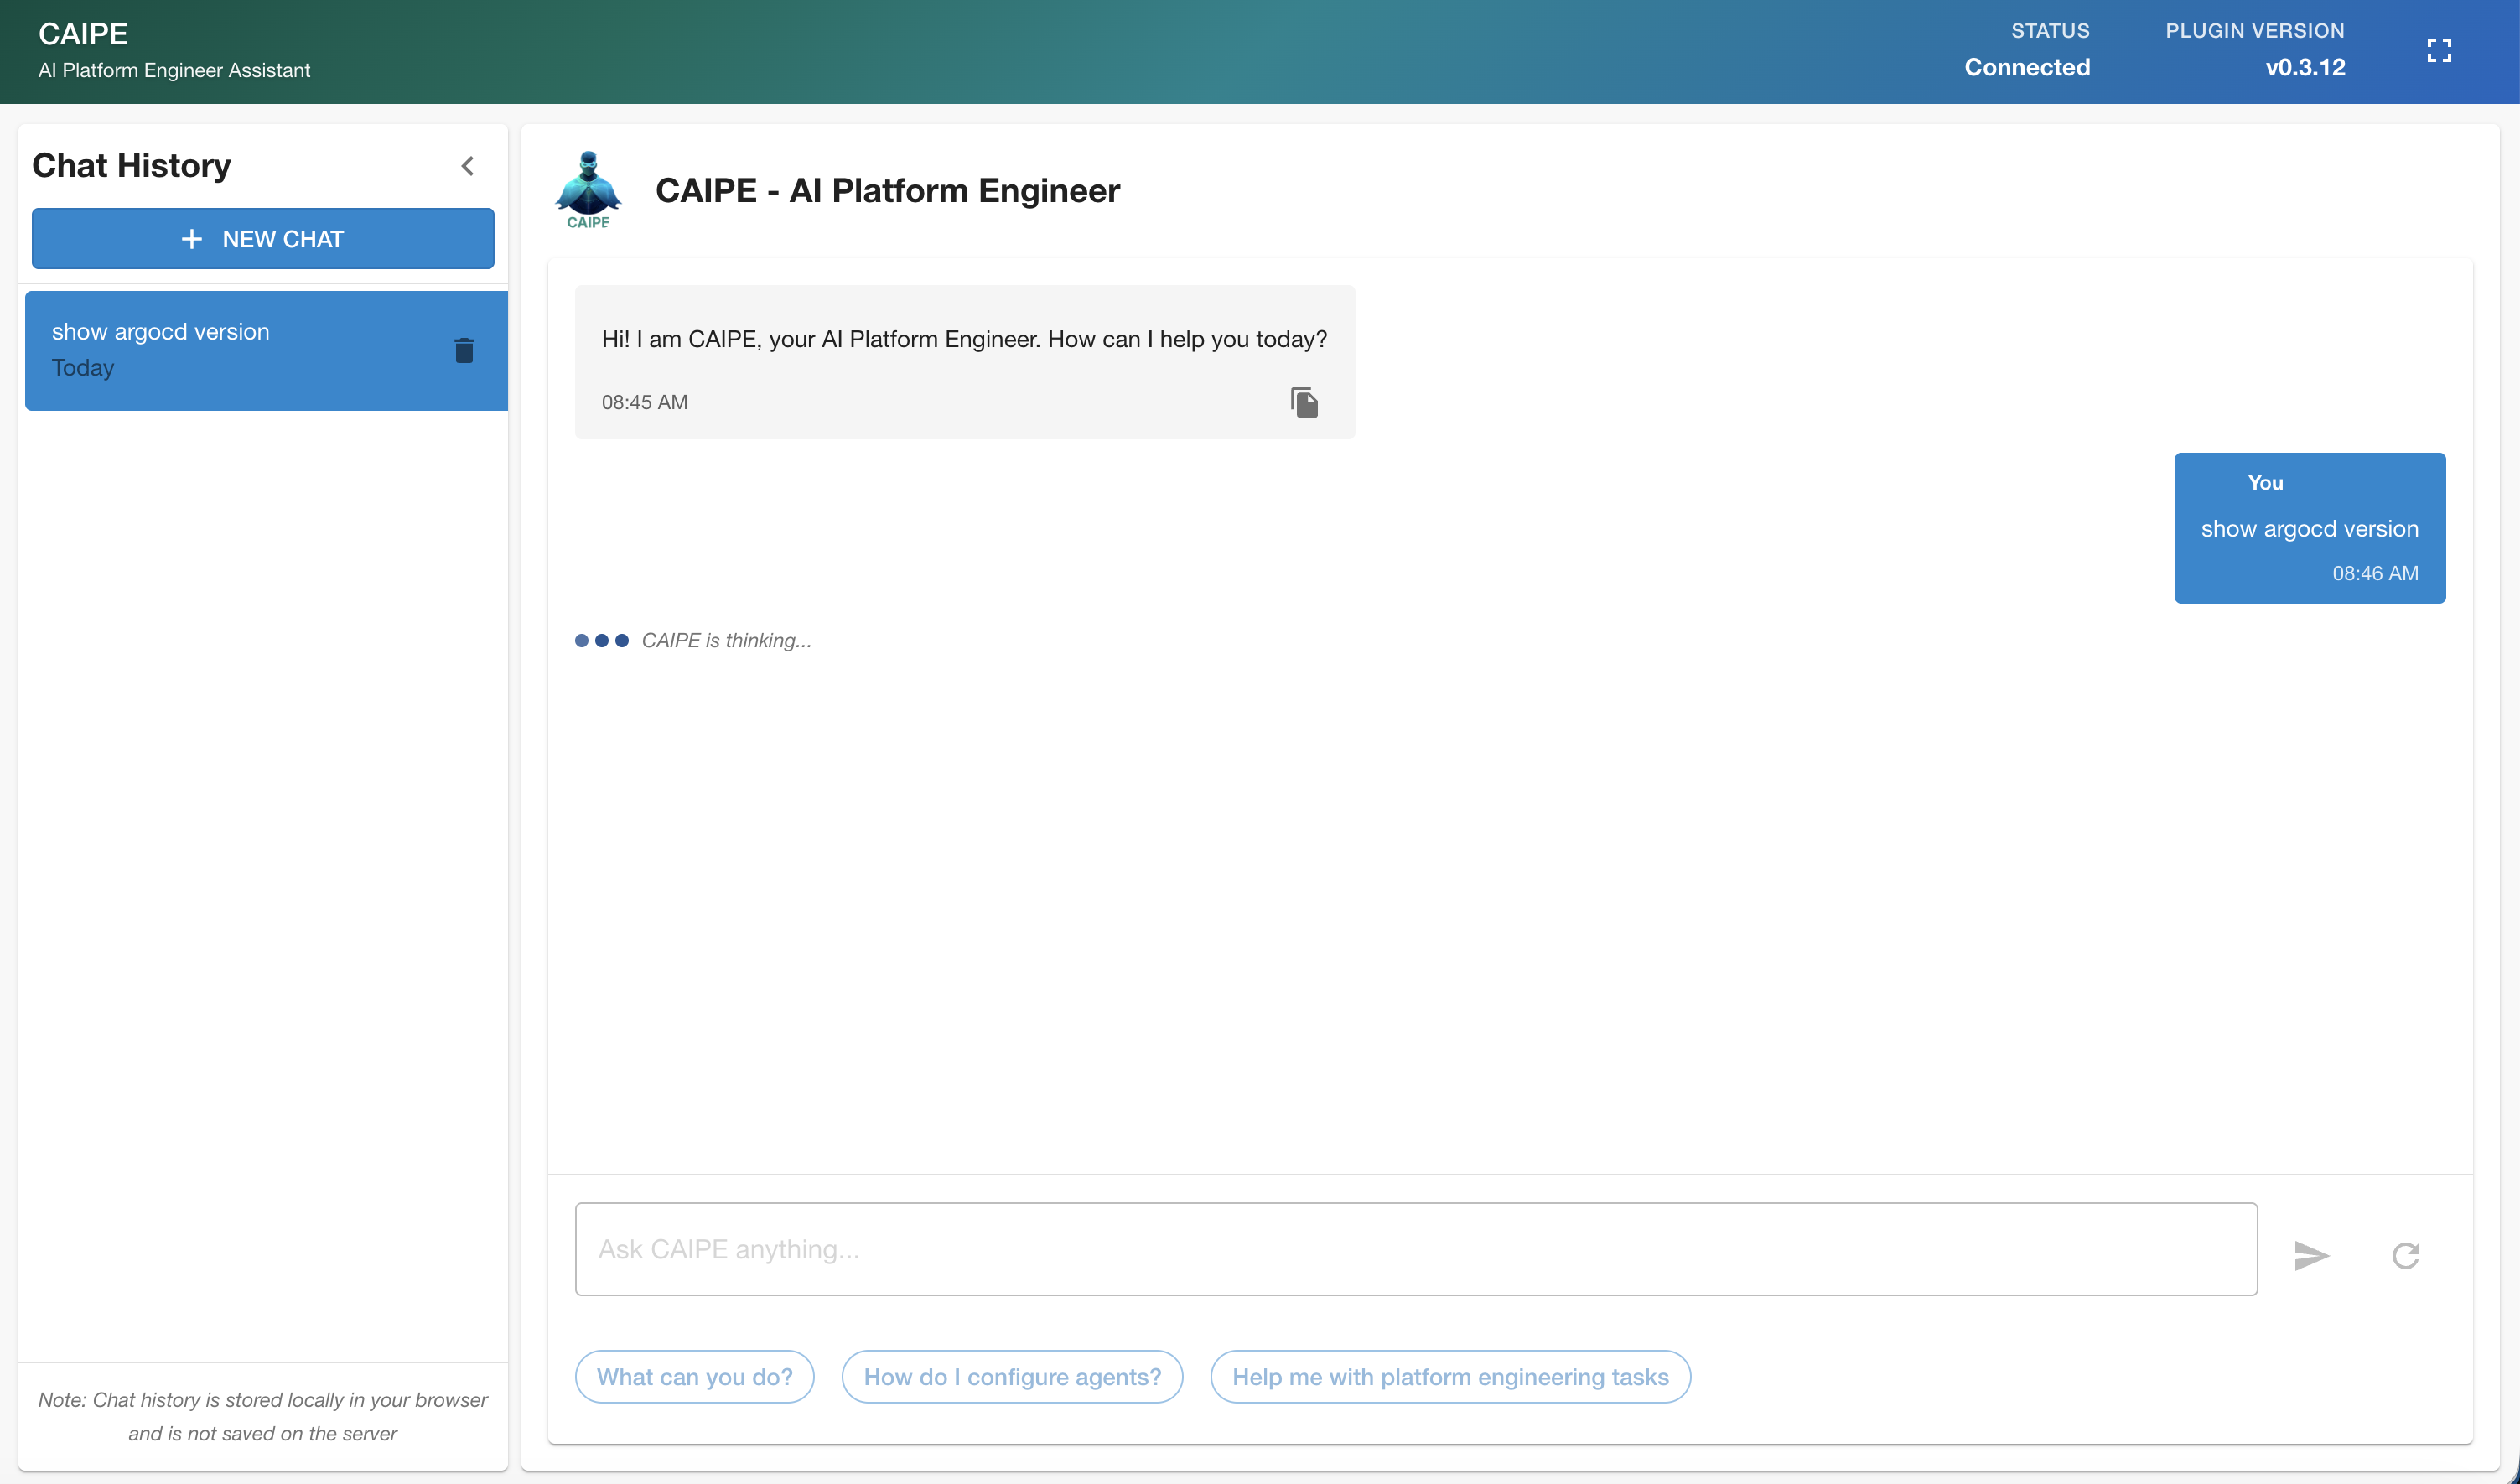 CAIPE
AI Platform Engineer Assistant
STATUS
Connected
PLUGIN VERSION
v0.3.12
Chat History
NEW CHAT
show argocd version
Today
Note: Chat history is stored locally in your browser
and is not saved on the server
CAIPE
CAIPE - AI Platform Engineer
Hi! I am CAIPE, your AI Platform Engineer. How can I help you today?
08:45 AM
You
show argocd version
08:46 AM
CAIPE is thinking...
Ask CAIPE anything...
What can you do?
How do I configure agents?
Help me with platform engineering tasks